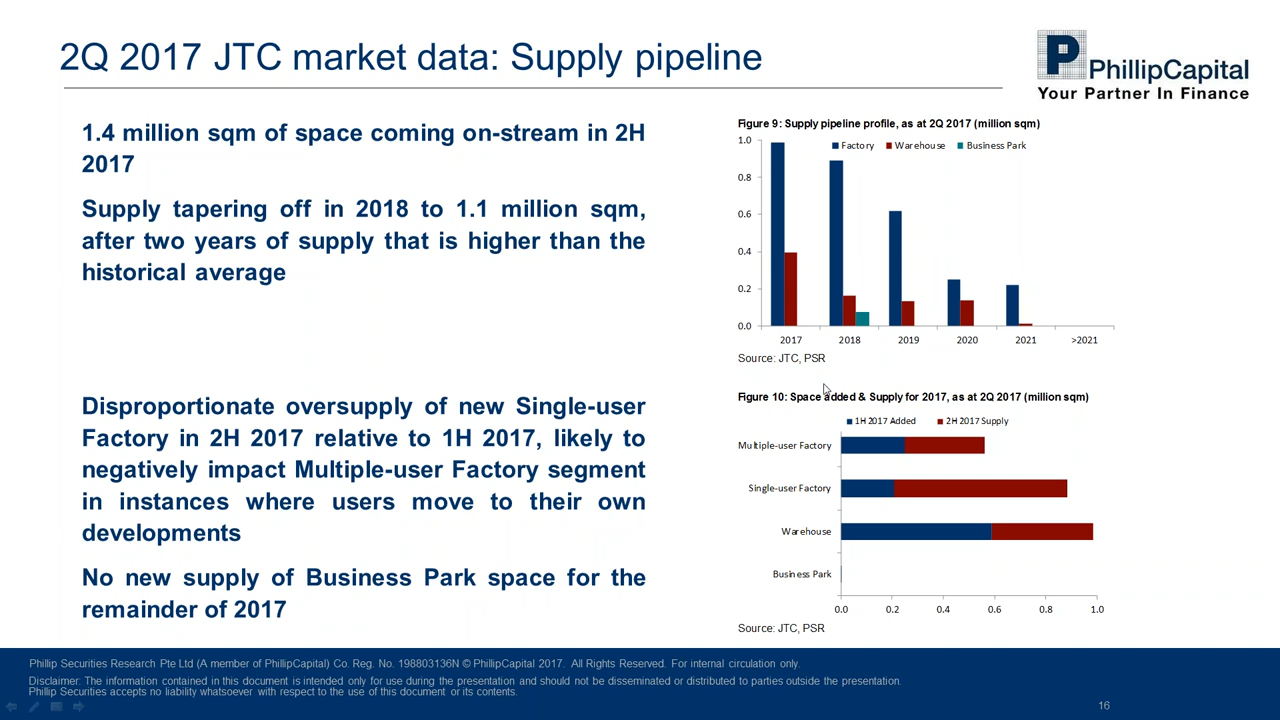 2Q 2017 JTC market data: Supply pipeline
P PhillipCapital
Your Partner In Finance
1.4 million sqm of space coming on-stream in 2H
2017
Supply tapering off in 2018 to 1.1 million sqm,
after two years of supply that is higher than the
historical average
Disproportionate oversupply of new Single-user
Factory in 2H 2017 relative to 1H 2017, likely to
negatively impact Multiple-user Factory segment
in instances where users move to their own
developments
No new supply of Business Park space for the
remainder of 2017
Figure 9: Supply pipeline profile, as at 2Q 2017 (million sqm)
Factory Warehouse Business Park
1.0
0.8
0.6
0.4
0.2
0.0
2017 2018 2019 2020 2021 >2021
Source: JTC, PSR
Figure 10: Space added & Supply for 2017, as at 2Q 2017 (million sqm)
1H 2017 Added 2H 2017 Supply
Multiple-user Factory
Single-user Factory
Warehouse
Business Park
0.0 0.2 0.4 0.6 0.8 1.0
Source: JTC, PSR
Phillip Securities Research Pte Ltd (A member of PhillipCapital) Co. Reg. No. 198803136N © PhillipCapital 2017. All Rights Reserved. For internal circulation only.
Disclaimer: The information contained in this document is intended only for use during the presentation and should not be disseminated or distributed to parties outside the presentation.
Phillip Securities accepts no liability whatsoever with respect to the use of this document or its contents.
16